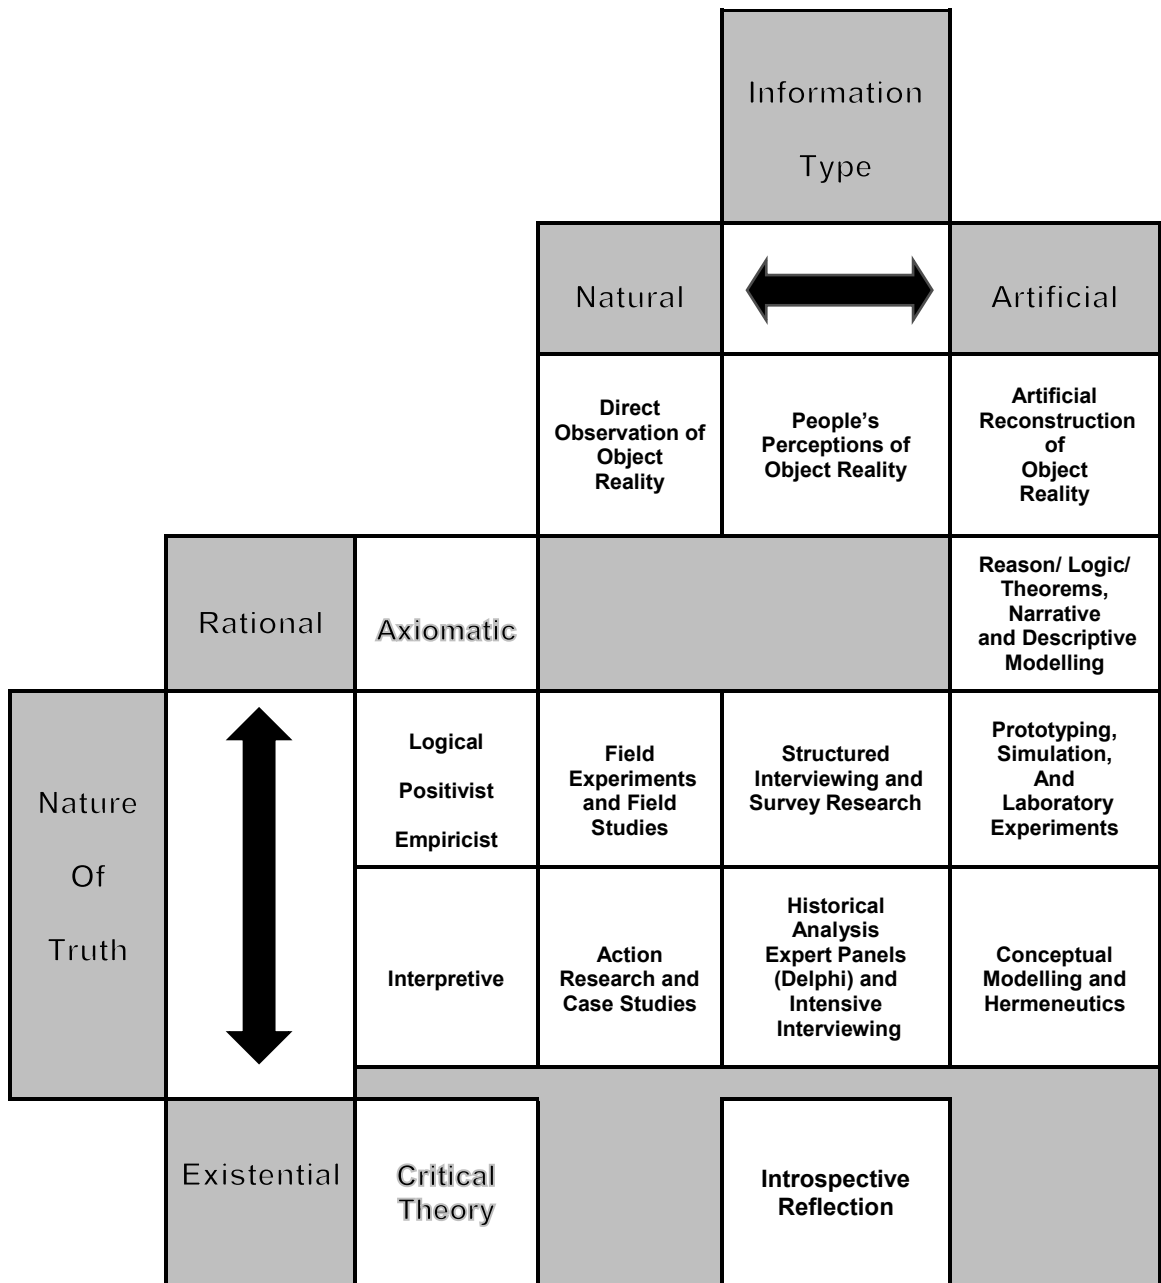 Information
Type
Natural
Artificial
Direct
Observation of
Object
Reality
People’s
Perceptions of
Object Reality
Artificial
Reconstruction
of
Object
Reality
Rational
Axiomatic
Reason/ Logic/
Theorems,
Narrative
and Descriptive
Modelling
Nature
Of
Truth
Logical
Positivist
Empiricist
Field
Experiments
and Field
Studies
Structured
Interviewing and
Survey Research
Prototyping,
Simulation,
And
Laboratory
Experiments
Interpretive
Action
Research and
Case Studies
Historical
Analysis
Expert Panels
(Delphi) and
Intensive
Interviewing
Conceptual
Modelling and
Hermeneutics
Existential
Critical
Theory
Introspective
Reflection